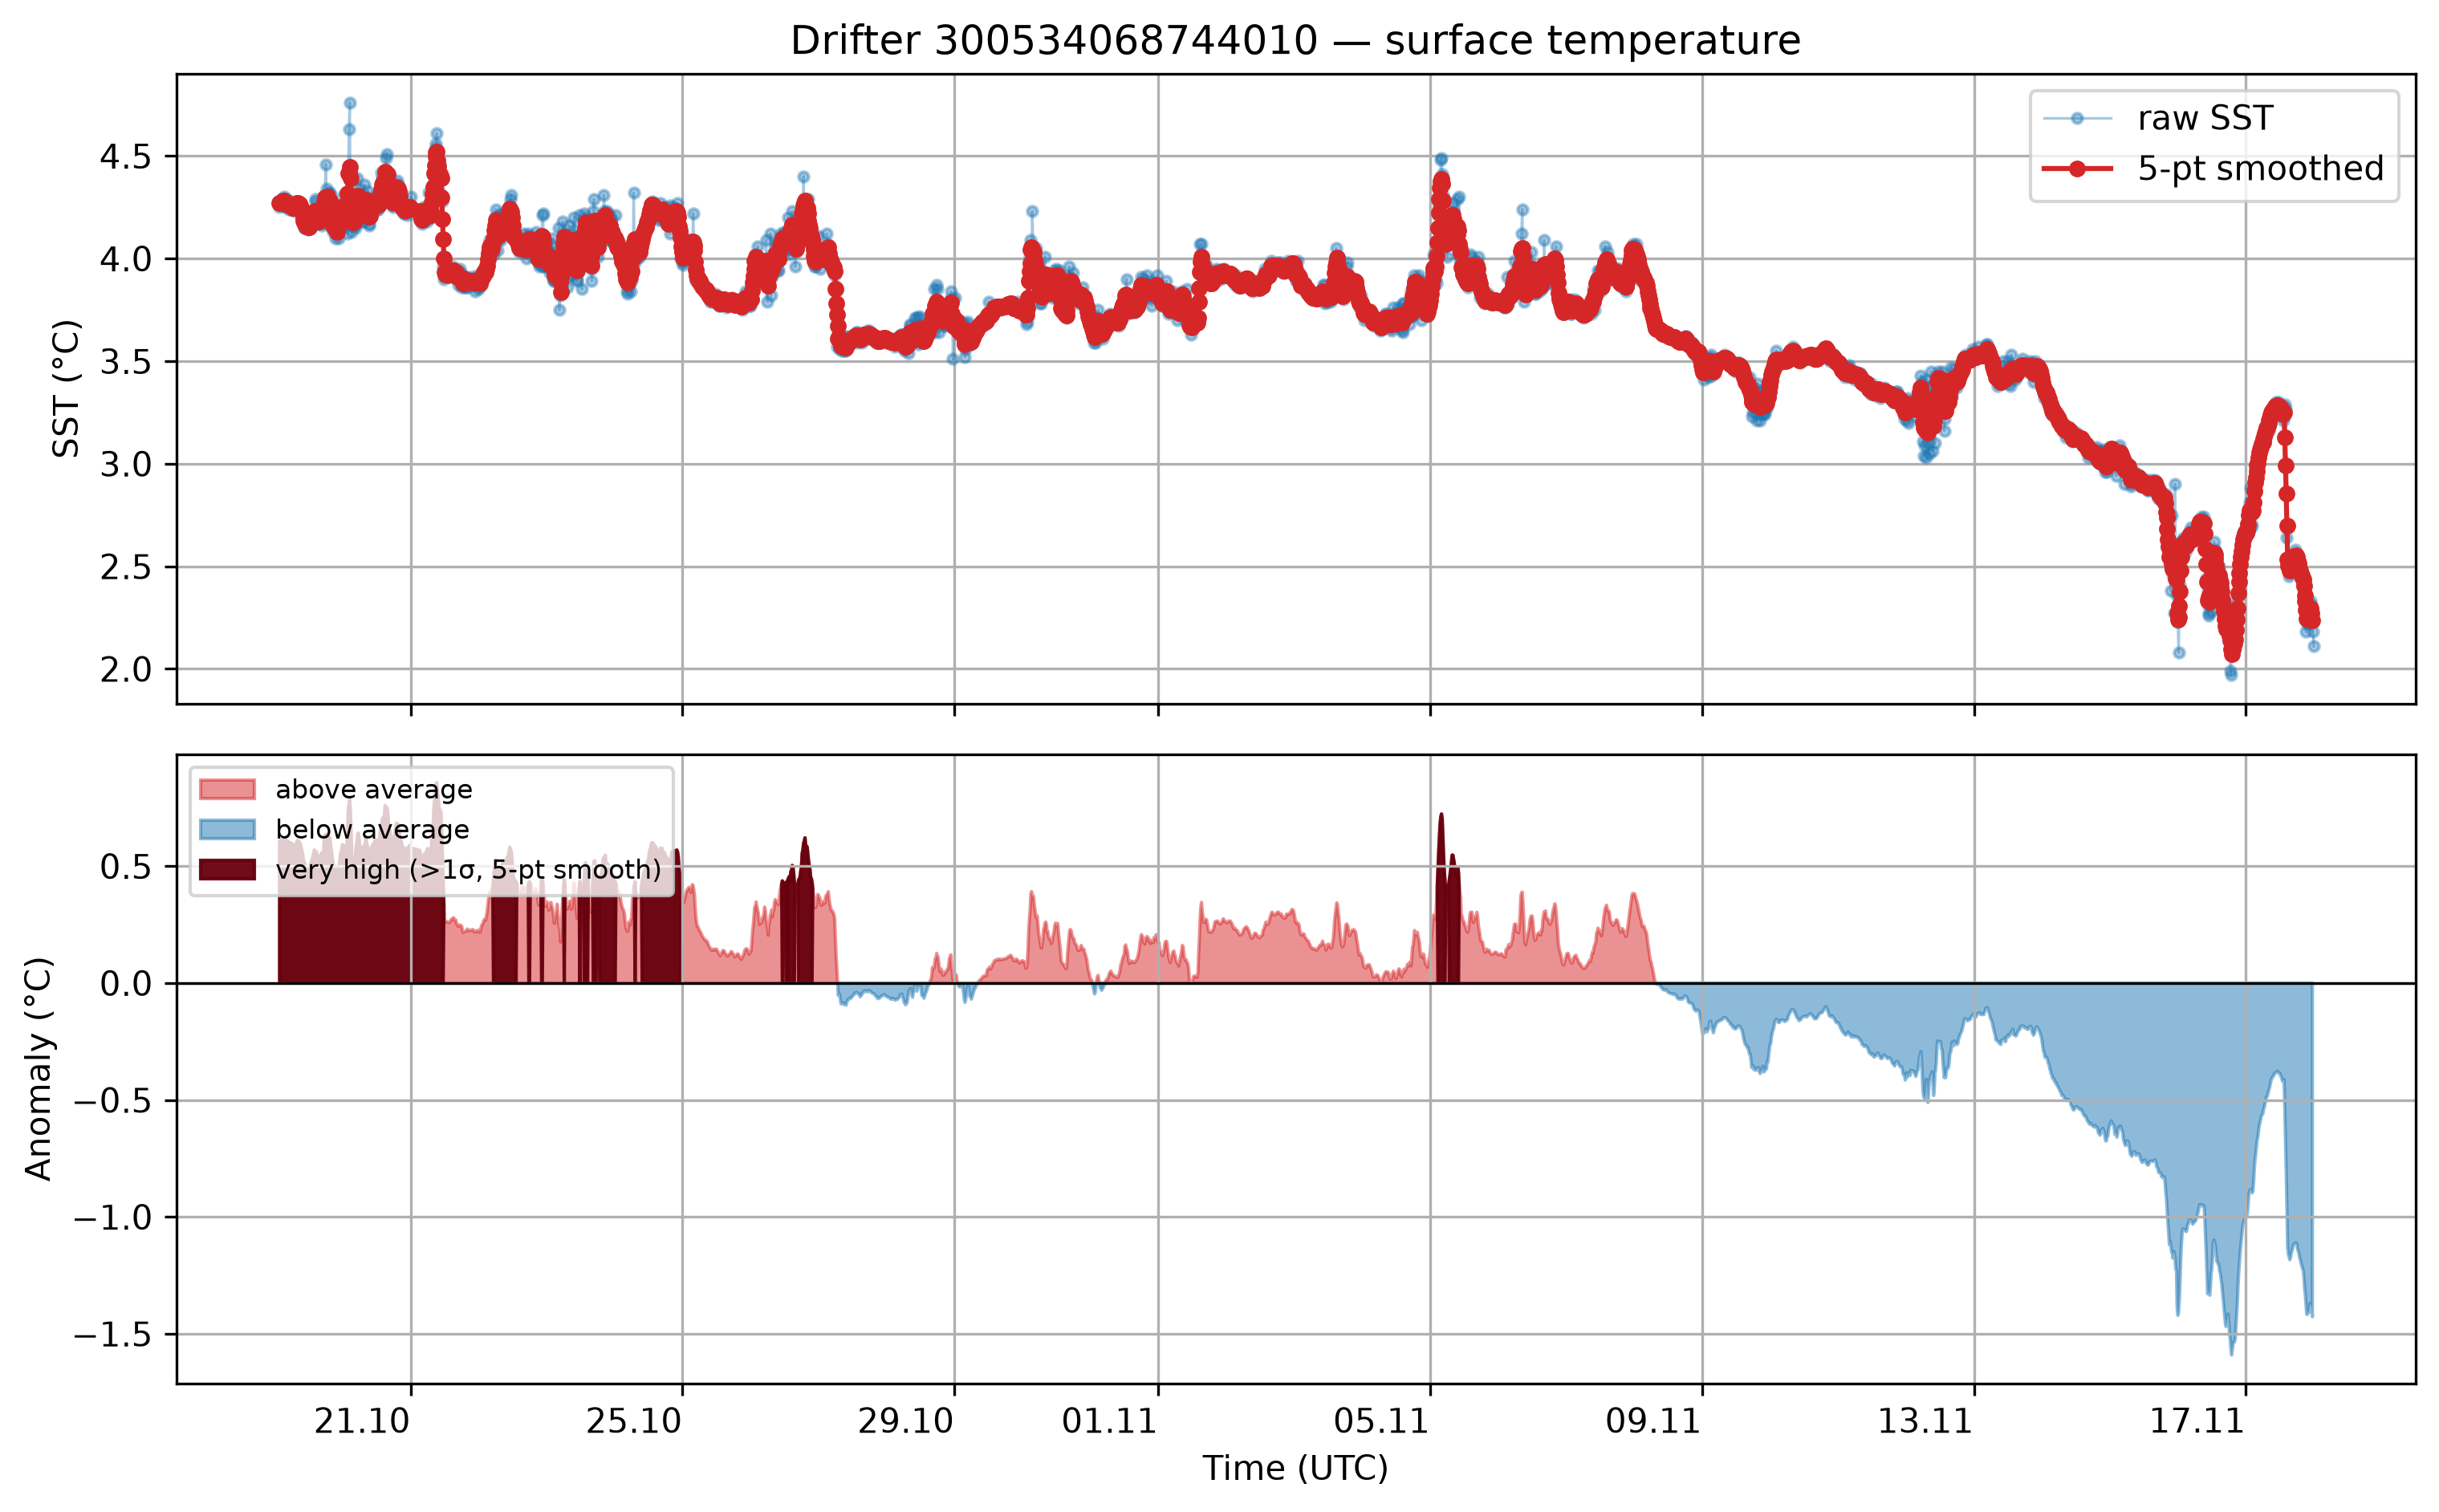 Drifter 300534068744010 — surface temperature
raw SST
5-pt smoothed
SST (°C)
4.5
4.0
3.5
3.0
2.5
2.0
above average
below average
very high (>1σ, 5-pt smooth)
Anomaly (°C)
0.5
0.0
−0.5
−1.0
−1.5
21.10 25.10 29.10 01.11 05.11 09.11 13.11 17.11
Time (UTC)